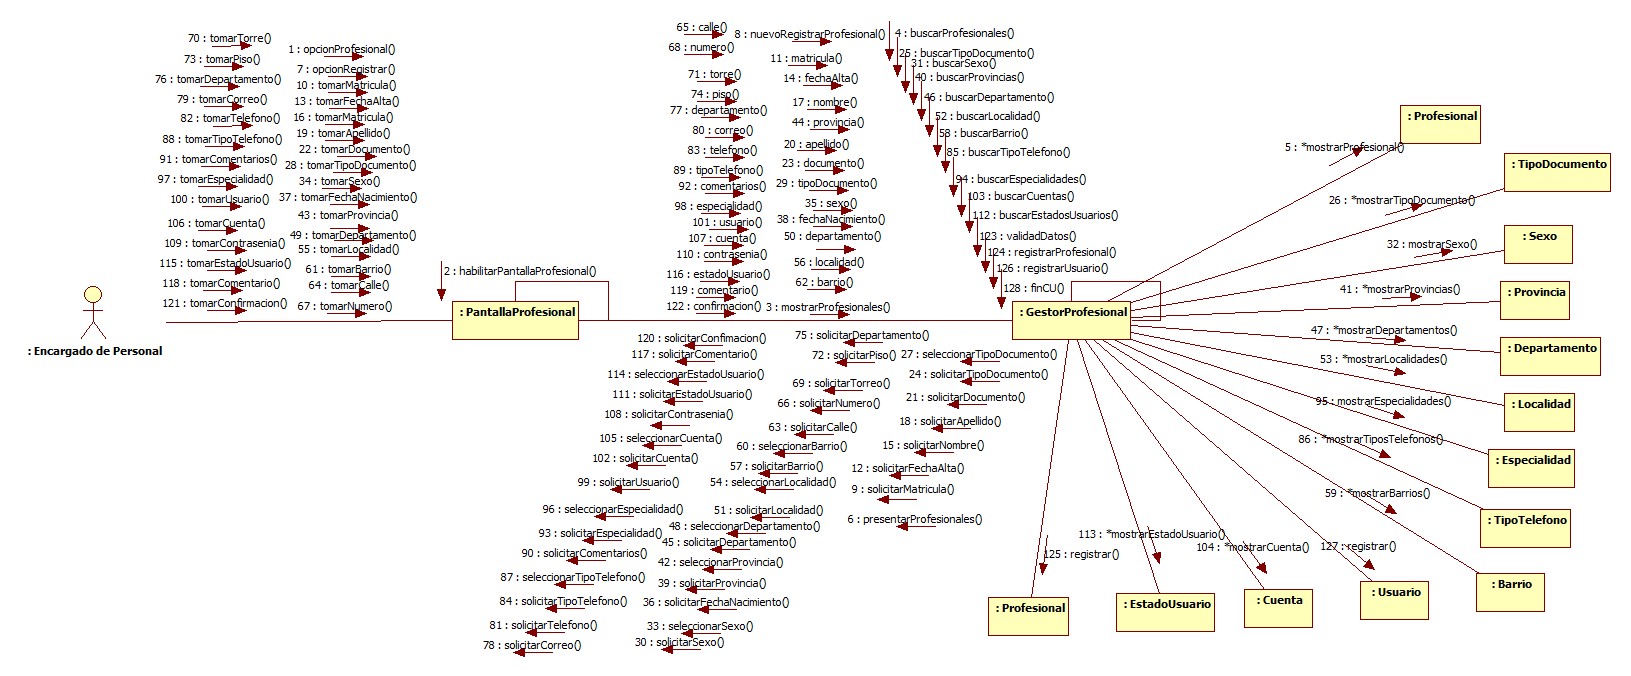 70 : tomarTorre()
73 : tomarPiso()
76 : tomarDepartamento()
79 : tomarCorreo()
82 : tomarTelefono()
88 : tomarTipoTelefono()
91 : tomarComentarios()
97 : tomarEspecialidad()
100 : tomarUsuario()
106 : tomarCuenta()
109 : tomarContrasenia()
115 : tomarEstadoUsuario()
118 : tomarComentario()
121 : tomarConfirmacion()
1 : opcionProfesional()
7 : opcionRegistrar()
10 : tomarMatricula()
13 : tomarFechaAlta()
16 : tomarMatricula()
19 : tomarApellido()
22 : tomarDocumento()
28 : tomarTipoDocumento()
34 : tomarSexo()
37 : tomarFechaNacimiento()
43 : tomarProvincia()
49 : tomarDepartamento()
55 : tomarLocalidad()
61 : tomarBarrio()
64 : tomarCalle()
67 : tomarNumero()
: Encargado de Personal
2 : habilitarPantallaProfesional()
: PantallaProfesional
65 : calle()
68 : numero()
71 : torre()
74 : piso()
77 : departamento()
80 : correo()
83 : telefono()
89 : tipoTelefono()
92 : comentarios()
98 : especialidad()
101 : usuario()
107 : cuenta()
110 : contrasenia()
116 : estadoUsuario()
119 : comentario()
122 : confirmacion()
8 : nuevoRegistrarProfesional()
11 : matricula()
14 : fechaAlta()
17 : nombre()
44 : provincia()
20 : apellido()
23 : documento()
29 : tipoDocumento()
35 : sexo()
38 : fechaNacimiento()
50 : departamento()
56 : localidad()
62 : barrio()
3 : mostrarProfesionales()
4 : buscarProfesionales()
25 : buscarTipoDocumento()
31 : buscarSexo()
40 : buscarProvincias()
46 : buscarDepartamento()
52 : buscarLocalidad()
58 : buscarBarrio()
85 : buscarTipoTelefono()
94 : buscarEspecialidades()
103 : buscarCuentas()
112 : buscarEstadosUsuarios()
123 : validadDatos()
124 : registrarProfesional()
126 : registrarUsuario()
128 : finCU()
: GestorProfesional
120 : solicitarConfimacion()
117 : solicitarComentario()
114 : seleccionarEstadoUsuario()
111 : solicitarEstadoUsuario()
108 : solicitarContrasenia()
105 : seleccionarCuenta()
102 : solicitarCuenta()
99 : solicitarUsuario()
96 : seleccionarEspecialidad()
93 : solicitarEspecialidad()
90 : solicitarComentarios()
87 : seleccionarTipoTelefono()
84 : solicitarTipoTelefono()
81 : solicitarTelefono()
78 : solicitarCorreo()
75 : solicitarDepartamento()
72 : solicitarPiso()
69 : solicitarTorreo()
66 : solicitarNumero()
63 : solicitarCalle()
60 : seleccionarBarrio()
57 : solicitarBarrio()
54 : seleccionarLocalidad()
51 : solicitarLocalidad()
48 : seleccionarDepartamento()
45 : solicitarDepartamento()
42 : seleccionarProvincia()
39 : solicitarProvincia()
36 : solicitarFechaNacimiento()
33 : seleccionarSexo()
30 : solicitarSexo()
27 : seleccionarTipoDocumento()
24 : solicitarTipoDocumento()
21 : solicitarDocumento()
18 : solicitarApellido()
15 : solicitarNombre()
12 : solicitarFechaAlta()
9 : solicitarMatricula()
6 : presentarProfesionales()
5 : *mostrarProfesional()
: Profesional
26 : *mostrarTipoDocumento()
: TipoDocumento
32 : mostrarSexo()
: Sexo
41 : *mostrarProvincias()
: Provincia
47 : *mostrarDepartamentos()
: Departamento
53 : *mostrarLocalidades()
: Localidad
95 : mostrarEspecialidades()
: Especialidad
86 : *mostrarTiposTelefonos()
: TipoTelefono
59 : *mostrarBarrios()
: Barrio
127 : registrar()
: Usuario
104 : *mostrarCuenta()
: Cuenta
113 : *mostrarEstadoUsuario()
: EstadoUsuario
125 : registrar()
: Profesional